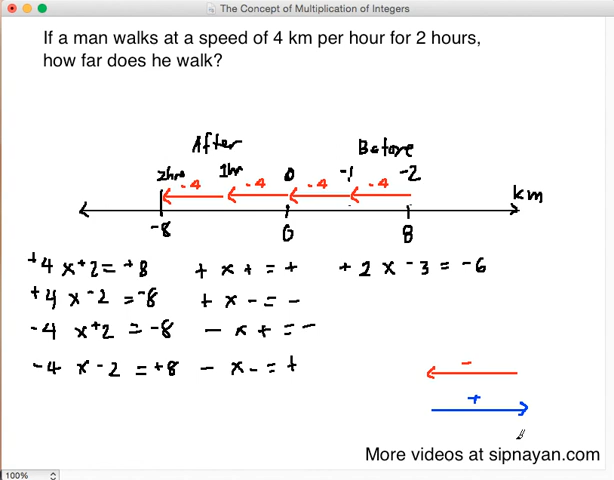 The Concept of Multiplication of Integers
If a man walks at a speed of 4 km per hour for 2 hours,
how far does he walk?
After Before
2hrs 1hr 0 -1 -2
-4 -4 -4 -4
km
-8 0 8
+4 x +2 = +8 + x + = + +2 x -3 = -6
+4 x -2 = -8 + x - = -
-4 x +2 = -8 - x + = -
-4 x -2 = +8 - x - = +
-
+
More videos at sipnayan.com
100%